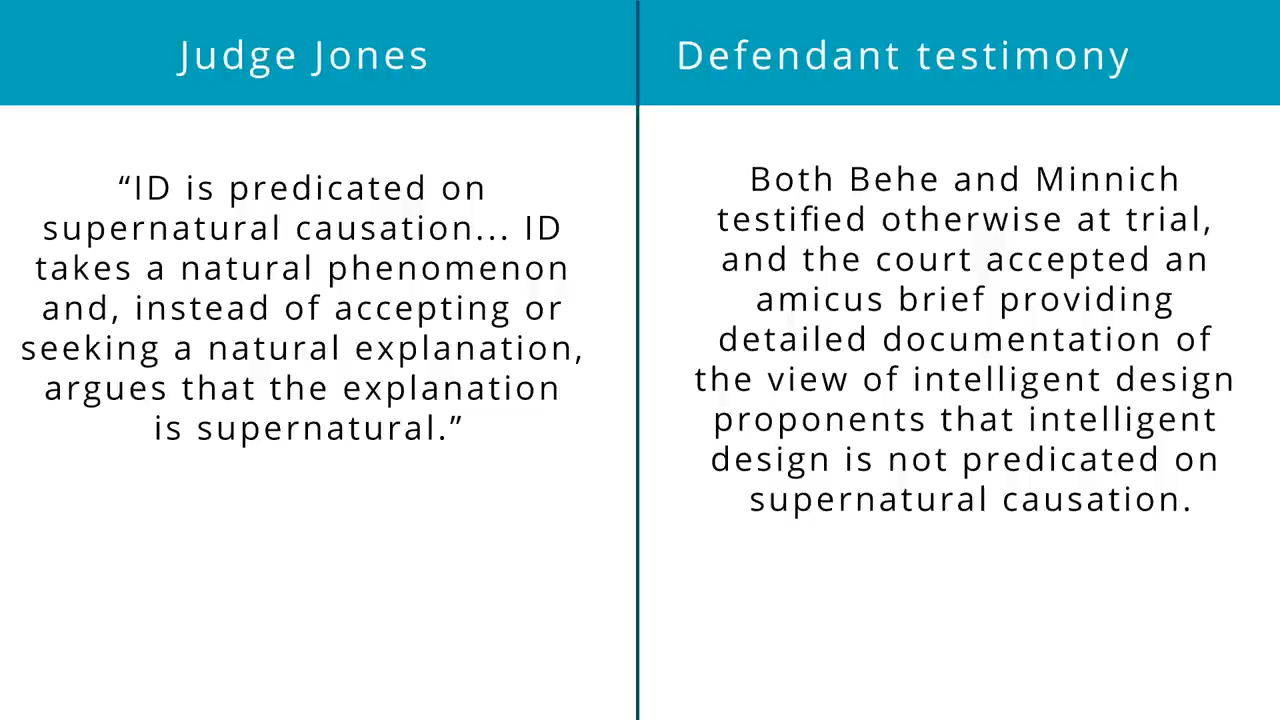 Judge Jones
“ID is predicated on
supernatural causation... ID
takes a natural phenomenon
and, instead of accepting or
seeking a natural explanation,
argues that the explanation
is supernatural.”
Defendant testimony
Both Behe and Minnich
testified otherwise at trial,
and the court accepted an
amicus brief providing
detailed documentation of
the view of intelligent design
proponents that intelligent
design is not predicated on
supernatural causation.